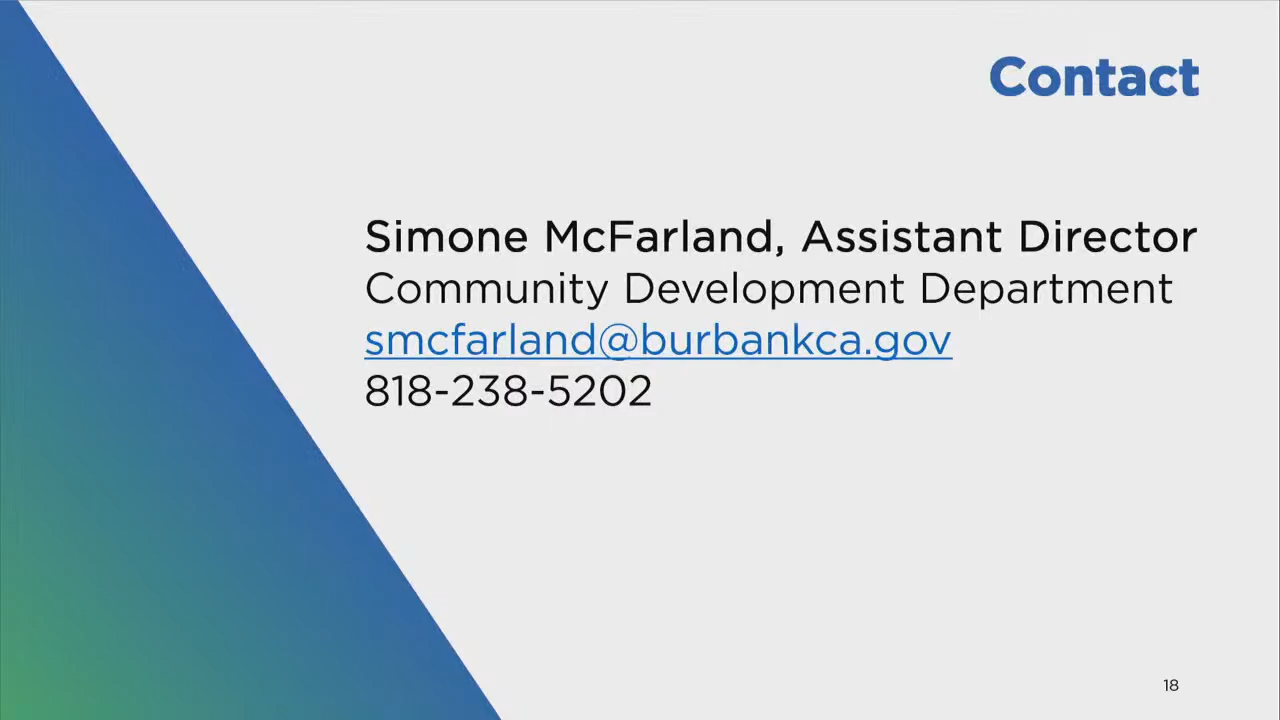 Contact
Simone McFarland, Assistant Director
Community Development Department
smcfarland@burbankca.gov
818-238-5202
18